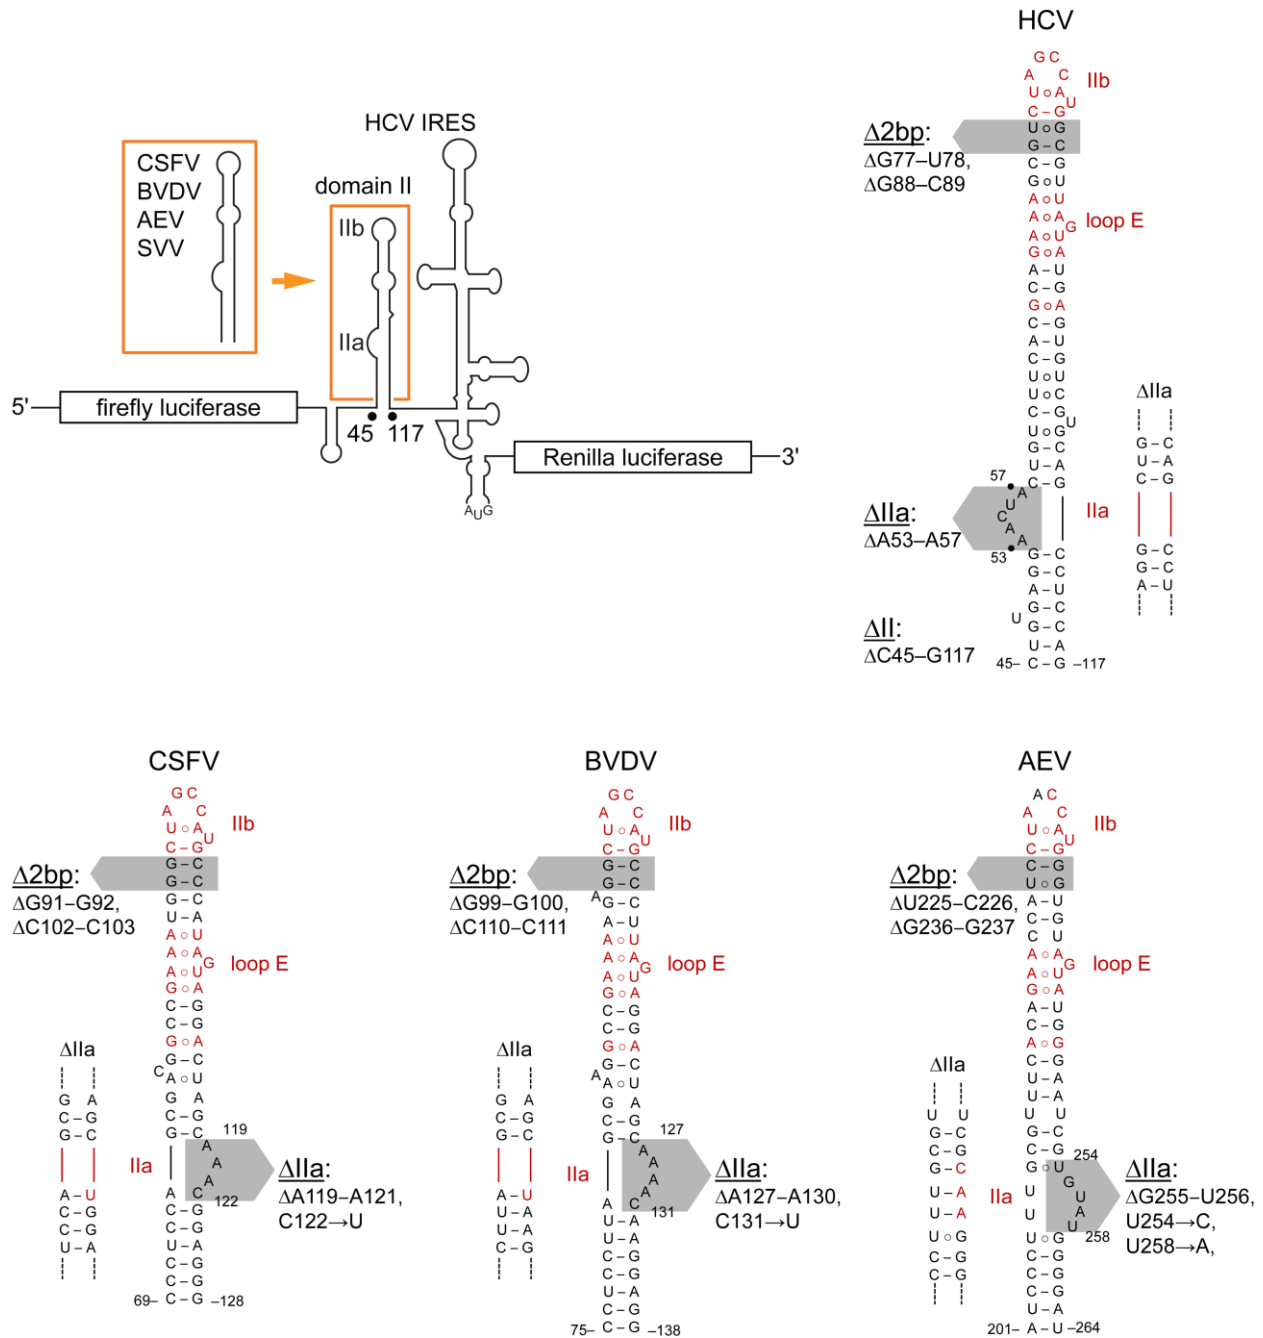 HCV
G C
A C
IIb
U o A
U
C – G
Δ2bp:
U o G
ΔG77–U78,
G – C
ΔG88–C89
C – G
G o U
A o U
A o A
G
loop E
A o U
G o A
A – U
C – G
G o A
C – G
A – U
C – G
U o U
U – C
C – G
U
U o G
G – C
U – A
C – G
57
A
U
C
A
A
53
IIa
ΔIIa:
ΔA53–A57
G – C
G – C
A – U
G – C
U
G – C
U – A
45– C – G –117
ΔII:
ΔC45–G117
ΔIIa
G – C
U A
C – G
G – C
G – C
A – U
HCV IRES
CSFV
BVDV
AEV
SVV
domain II
IIb
IIa
5'
firefly luciferase
45 117
Renilla luciferase
3'
AUG
CSFV
G C
A C
U o A
U
IIb
C – G
Δ2bp:
G – C
G – C
ΔG91–G92,
ΔC102–C103
loop E
ΔIIa
G A
C – G
G – C
A – U
C G
C – G
U – A
119
IIa
A
A
A
C
122
ΔIIa:
ΔA119–A121,
C122→U
69– C – G –128
BVDV
G C
A C
U o A
U
IIb
C – G
Δ2bp:
G – C
G – C
ΔG99–G100,
ΔC110–C111
loop E
ΔIIa
G A
C G
G – C
A – U
U – A
U – A
C – G
127
IIa
A
A
A
A
C
131
ΔIIa:
ΔA127–A130,
C131→U
75– C – G –138
AEV
A C
A C
U o A
U
IIb
C – G
Δ2bp:
C – G
U o G
ΔU225–C226,
ΔG236–G237
loop E
ΔIIa
U U
G – C
G – G
C
U – A
U – A
U o G
C – G
C – G
254
IIa
U
G
U
A
U
258
ΔIIa:
ΔG255–U256,
U254→C,
U258→A,
201– A – U –264